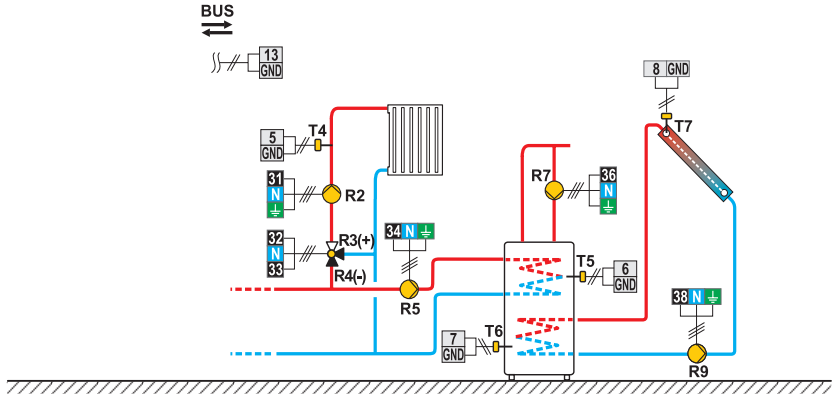 BUS
13
GND
8 GND
5
GND
T4
T7
31
N
R2
R7
36
N
32
N
33
R3(+)
R4(-)
34 N
R5
T5
6
GND
38 N
7
GND
T6
R9